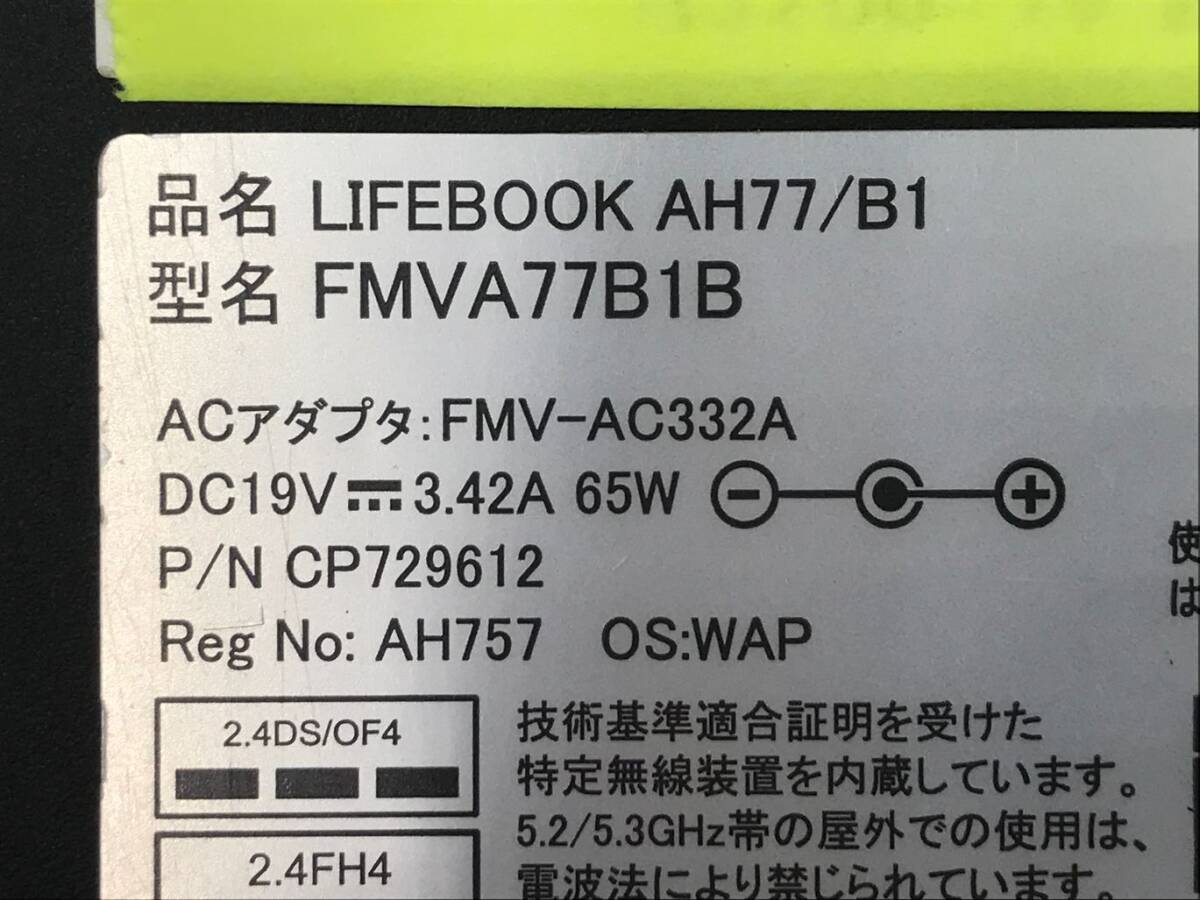 品名 LIFEBOOK AH77/B1
型名 FMVA77B1B
ACアダプタ:FMV-AC332A
DC19V⎓3.42A 65W
P/N CP729612
Reg No: AH757 OS:WAP
2.4DS/OF4
2.4FH4
技術基準適合証明を受けた
特定無線装置を内蔵しています。
5.2/5.3GHz帯の屋外での使用は、
電波法により禁じられています。
使
は